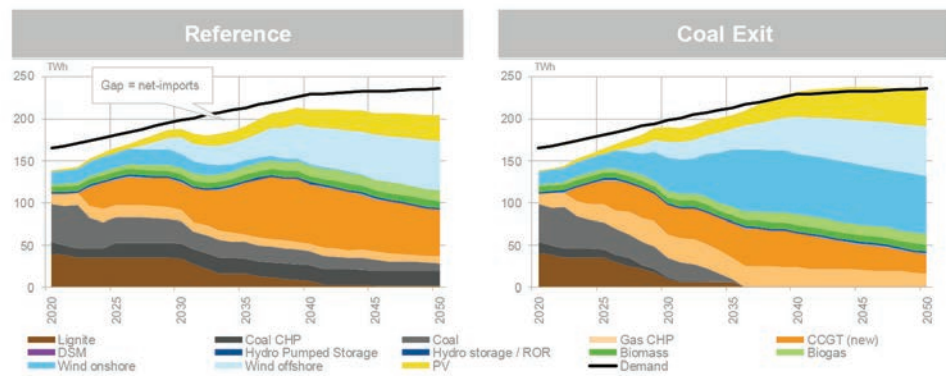 Reference
Coal Exit
TWh
250
200
150
100
50
0
Gap = net-imports
2020
2025
2030
2035
2040
2045
2050
TWh
250
200
150
100
50
0
2020
2025
2030
2035
2040
2045
2050
Lignite
Coal CHP
Coal
Gas CHP
CCGT (new)
DSM
Hydro Pumped Storage
Hydro storage / ROR
Biomass
Biogas
Wind onshore
Wind offshore
PV
Demand